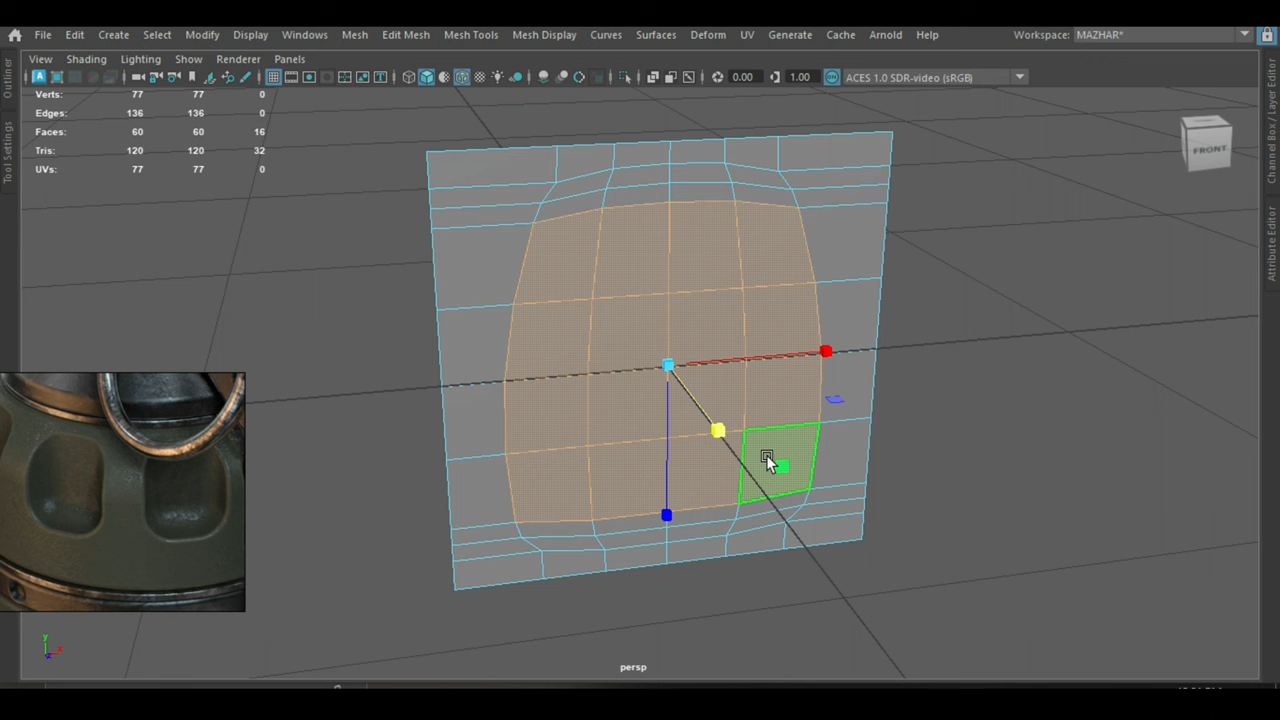 File Edit Create Select Modify Display Windows Mesh Edit Mesh Mesh Tools Mesh Display Curves Surfaces Deform UV Generate Cache Arnold Help Workspace: MAZHAR*
View Shading Lighting Show Renderer Panels
0.00 1.00 ON ACES 1.0 SDR-video (sRGB)
Verts: 77 77 0
Edges: 136 136 0
Faces: 60 60 16
Tris: 120 120 32
UVs: 77 77 0
Outliner
Tool Settings
FRONT
Channel Box / Layer Editor
Attribute Editor
y
x
persp